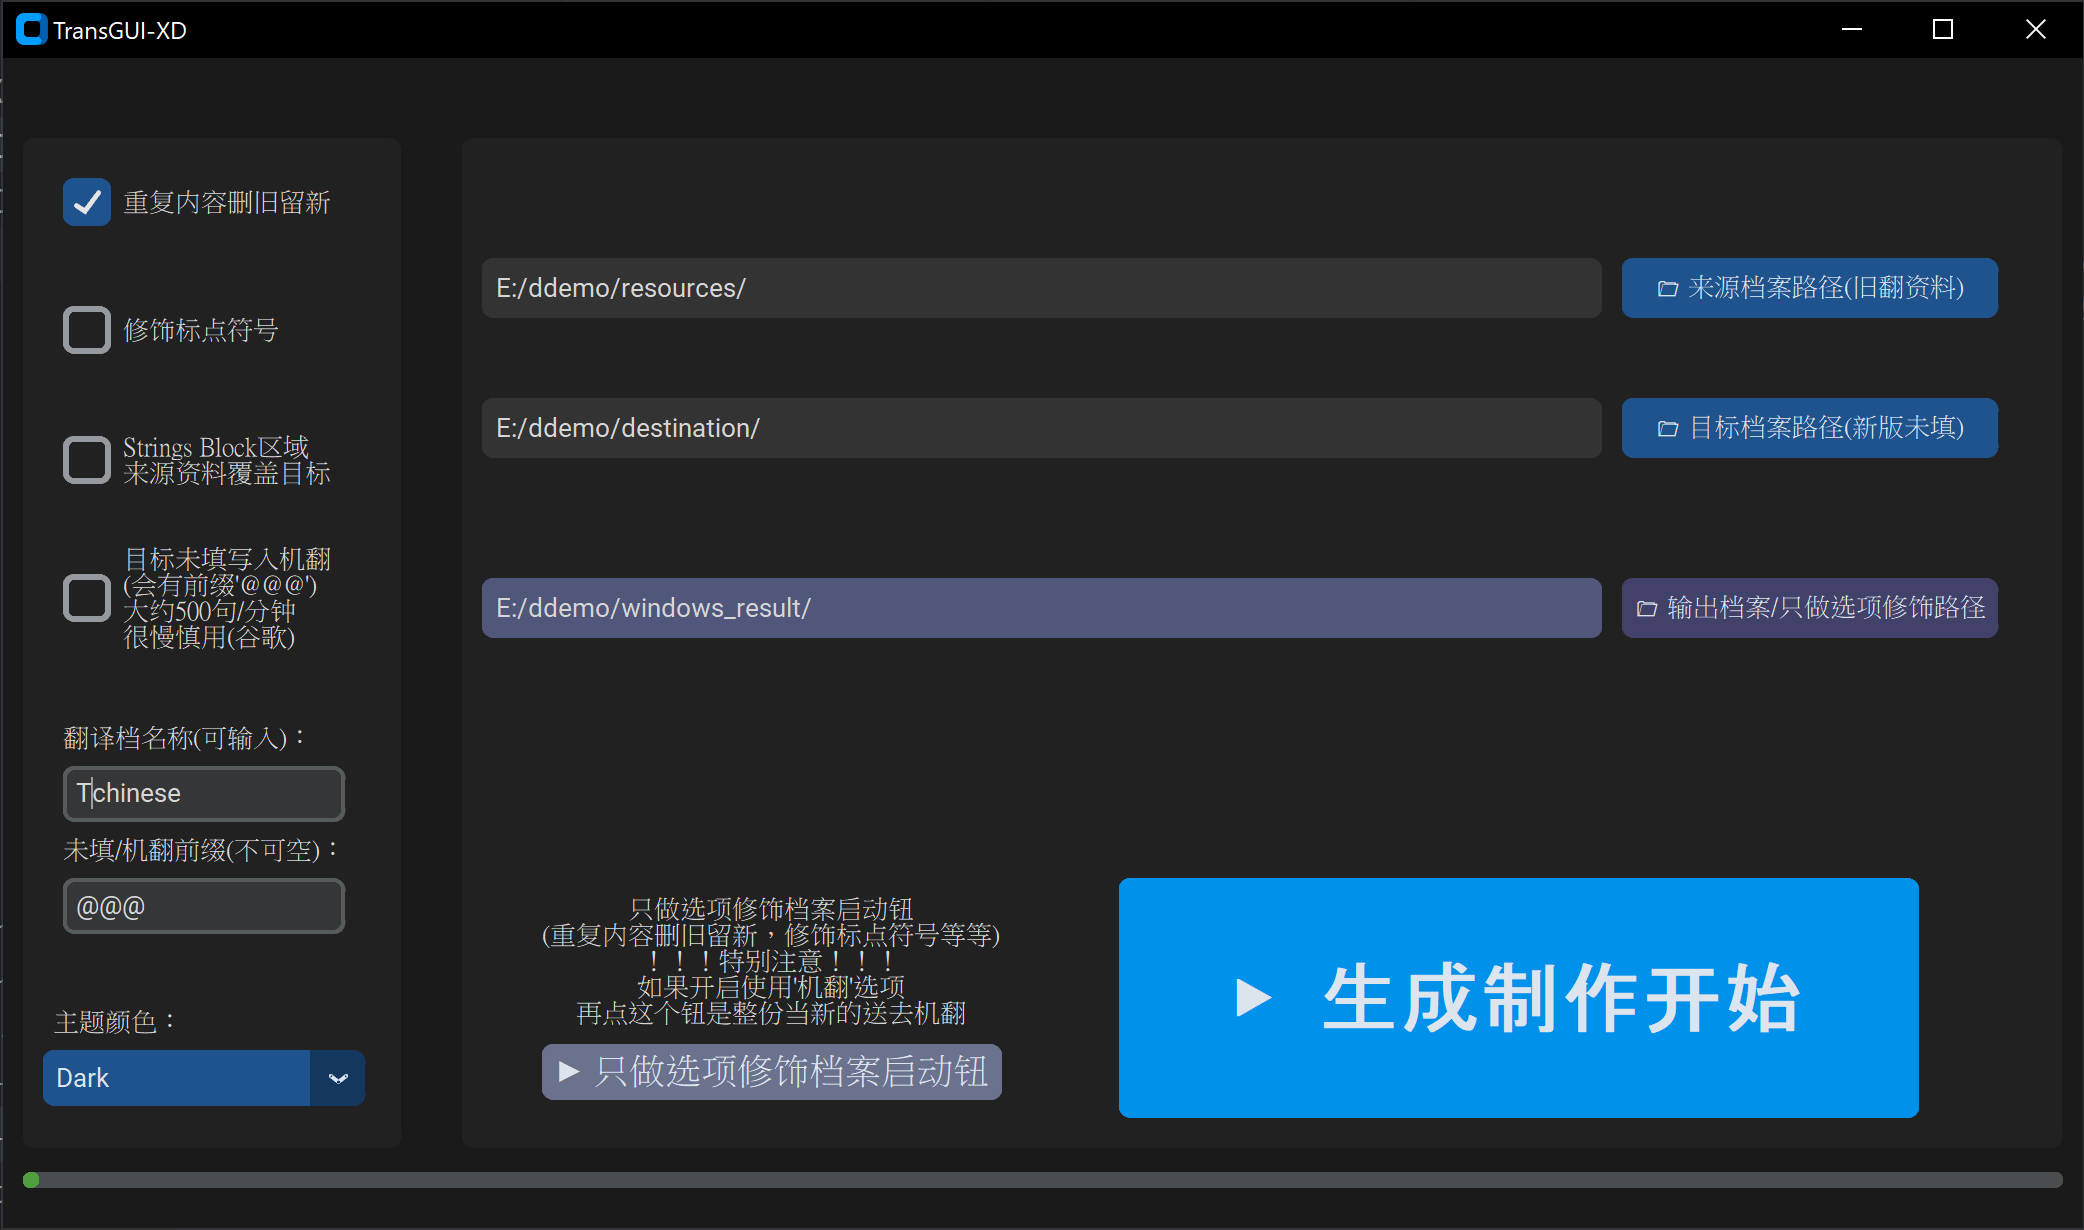 TransGUI-XD
重复内容删旧留新
修饰标点符号
Strings Block区域
来源资料覆盖目标
目标未填写入机翻
(会有前缀'@@@')
大约500句/分钟
很慢慎用(谷歌)
翻译档名称(可输入)：
Tchinese
未填/机翻前缀(不可空)：
@@@
主题颜色：
Dark
E:/ddemo/resources/
来源档案路径(旧翻资料)
E:/ddemo/destination/
目标档案路径(新版未填)
E:/ddemo/windows_result/
输出档案/只做选项修饰路径
只做选项修饰档案启动钮
(重复内容删旧留新，修饰标点符号等等)
！！！特别注意！！！
如果开启使用'机翻'选项
再点这个钮是整份当新的送去机翻
▶ 只做选项修饰档案启动钮
▶ 生成制作开始